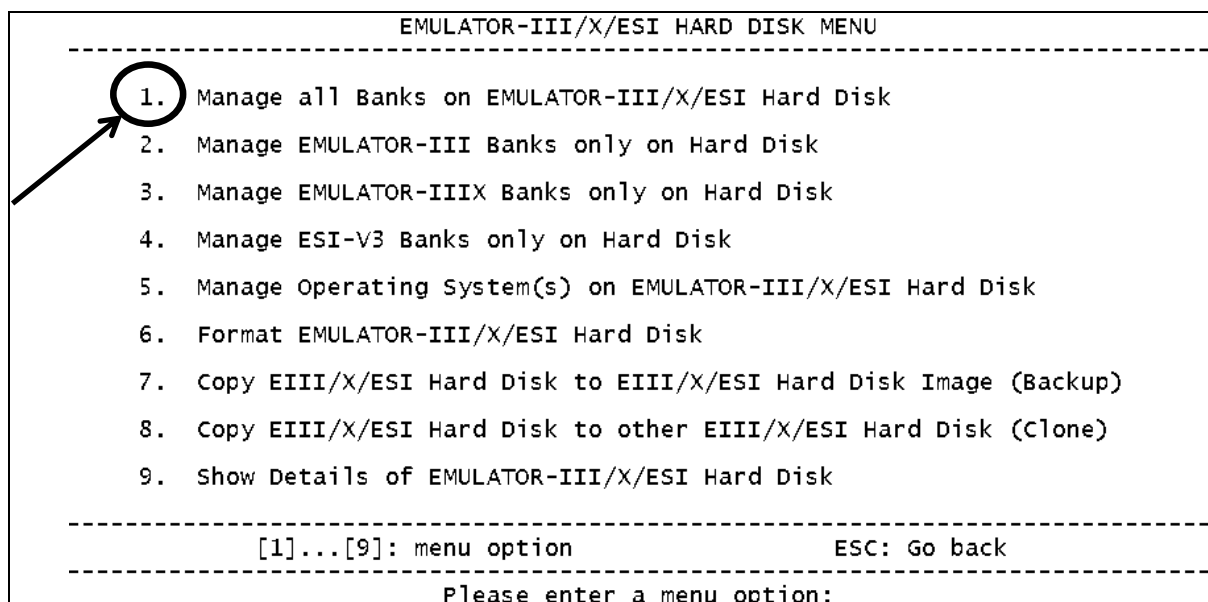 EMULATOR-III/X/ESI HARD DISK MENU
--------------------------------------------------------------------------------
1. Manage all Banks on EMULATOR-III/X/ESI Hard Disk
2. Manage EMULATOR-III Banks only on Hard Disk
3. Manage EMULATOR-IIIX Banks only on Hard Disk
4. Manage ESI-V3 Banks only on Hard Disk
5. Manage Operating System(s) on EMULATOR-III/X/ESI Hard Disk
6. Format EMULATOR-III/X/ESI Hard Disk
7. Copy EIII/X/ESI Hard Disk to EIII/X/ESI Hard Disk Image (Backup)
8. Copy EIII/X/ESI Hard Disk to other EIII/X/ESI Hard Disk (Clone)
9. Show Details of EMULATOR-III/X/ESI Hard Disk
--------------------------------------------------------------------------------
[1]...[9]: menu option ESC: Go back
--------------------------------------------------------------------------------
Please enter a menu option: